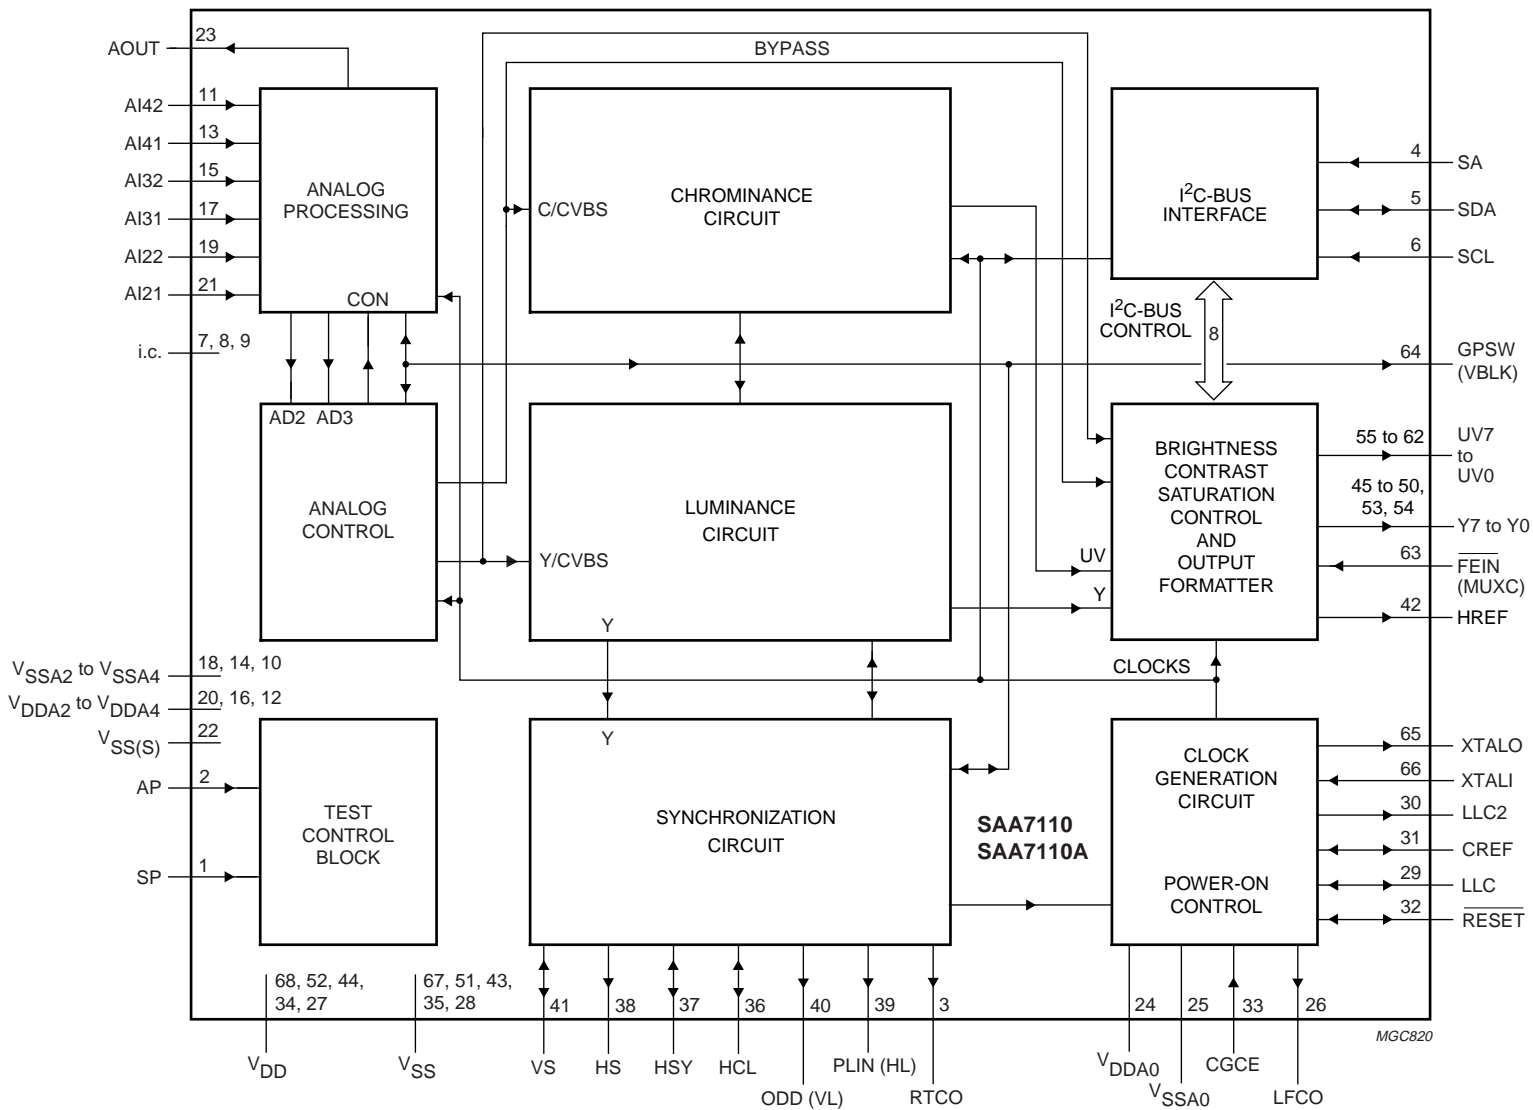 AOUT
23
BYPASS
AI42
11
AI41
13
AI32
15
AI31
17
AI22
19
AI21
21
i.c.
7, 8, 9
ANALOG
PROCESSING
CON
C/CVBS
CHROMINANCE
CIRCUIT
I²C-BUS
INTERFACE
4
SA
5
SDA
6
SCL
I²C-BUS
CONTROL
8
64
GPSW
(VBLK)
AD2
AD3
ANALOG
CONTROL
LUMINANCE
CIRCUIT
Y/CVBS
Y
UV
Y
BRIGHTNESS
CONTRAST
SATURATION
CONTROL
AND
OUTPUT
FORMATTER
55 to 62
UV7
to
UV0
45 to 50,
53, 54
Y7 to Y0
63
F̅E̅I̅N̅
(MUXC)
42
HREF
VSSA2 to VSSA4
18, 14, 10
VDDA2 to VDDA4
20, 16, 12
VSS(S)
22
AP
2
SP
1
CLOCKS
TEST
CONTROL
BLOCK
Y
SYNCHRONIZATION
CIRCUIT
SAA7110
SAA7110A
CLOCK
GENERATION
CIRCUIT
POWER-ON
CONTROL
65
XTALO
66
XTALI
30
LLC2
31
CREF
29
LLC
32
R̅E̅S̅E̅T̅
68, 52, 44,
34, 27
67, 51, 43,
35, 28
41
38
37
36
40
39
3
24
25
33
26
MGC820
VDD
VSS
VS
HS
HSY
HCL
ODD (VL)
PLIN (HL)
RTCO
VDDA0
VSSA0
CGCE
LFCO